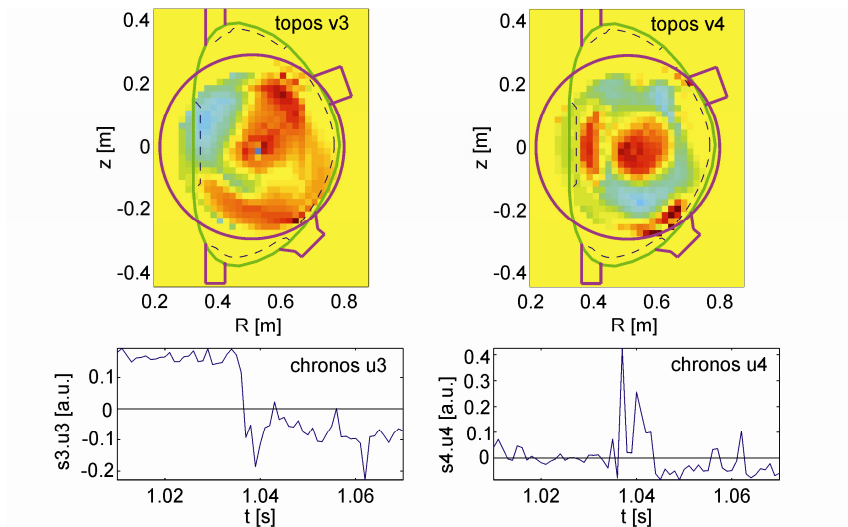 topos v3
0.4
0.2
0
-0.2
-0.4
z [m]
0.2
0.4
0.6
0.8
R [m]
topos v4
0.4
0.2
0
-0.2
-0.4
z [m]
0.2
0.4
0.6
0.8
R [m]
chronos u3
0.1
0
-0.1
-0.2
s3.u3 [a.u.]
1.02
1.04
1.06
t [s]
chronos u4
0.4
0.3
0.2
0.1
0
s4.u4 [a.u.]
1.02
1.04
1.06
t [s]